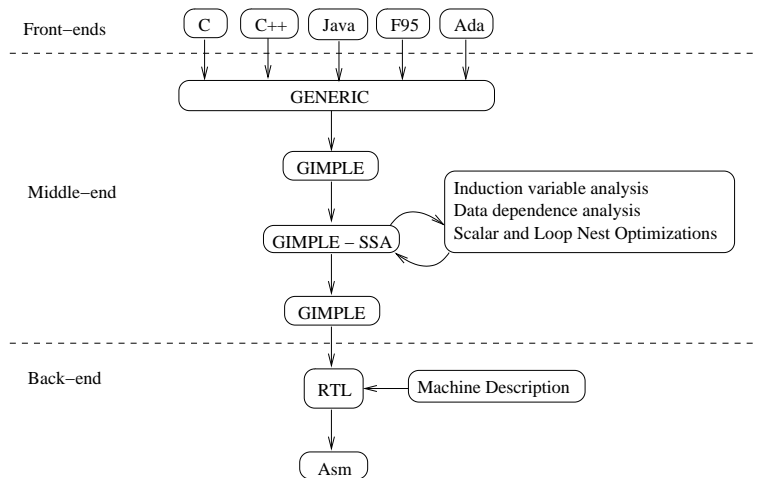 Front−ends
C
C++
Java
F95
Ada
GENERIC
GIMPLE
Middle−end
Induction variable analysis
Data dependence analysis
Scalar and Loop Nest Optimizations
GIMPLE − SSA
GIMPLE
Back−end
RTL
Machine Description
Asm